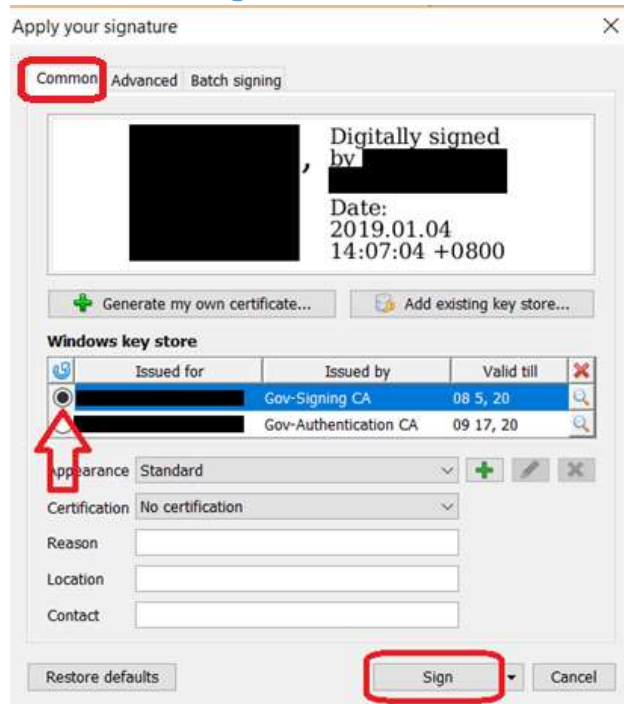 Apply your signature
Common Advanced Batch signing
, Digitally signed
by
Date:
2019.01.04
14:07:04 +0800
Generate my own certificate... Add existing key store...
Windows key store
Issued for Issued by Valid till
Gov-Signing CA 08 5, 20
Gov-Authentication CA 09 17, 20
Appearance Standard
Certification No certification
Reason
Location
Contact
Restore defaults Sign Cancel